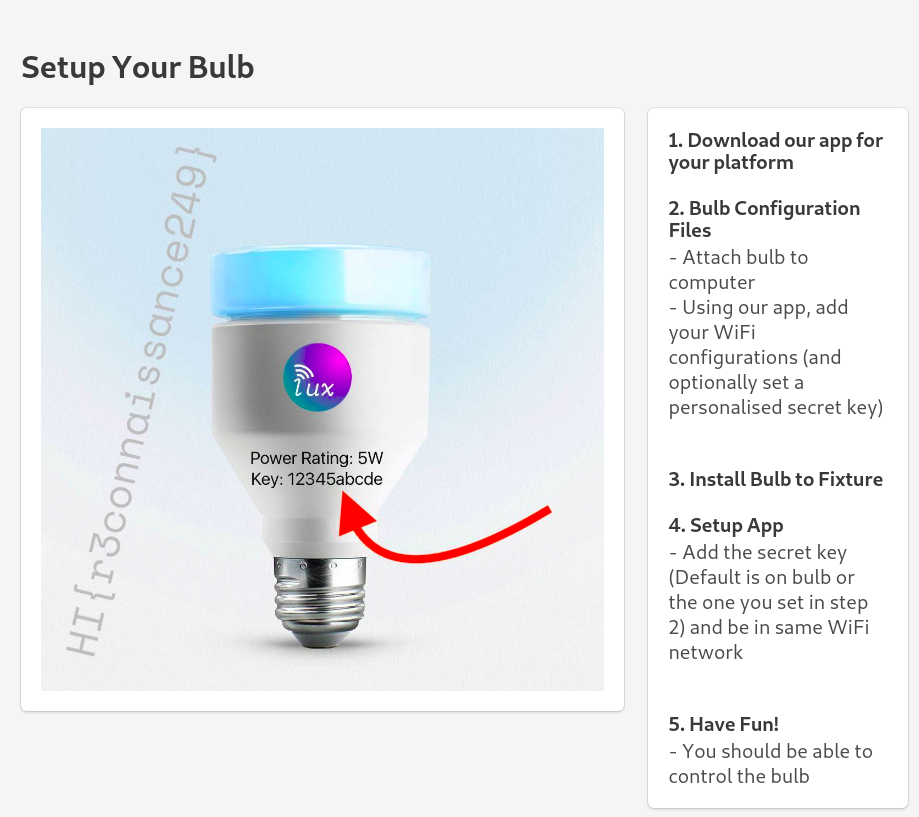 Setup Your Bulb
HI{r3connaissance249}
lux
Power Rating: 5W
Key: 12345abcde
1. Download our app for
your platform
2. Bulb Configuration
Files
- Attach bulb to
computer
- Using our app, add
your WiFi
configurations (and
optionally set a
personalised secret key)
3. Install Bulb to Fixture
4. Setup App
- Add the secret key
(Default is on bulb or
the one you set in step
2) and be in same WiFi
network
5. Have Fun!
- You should be able to
control the bulb